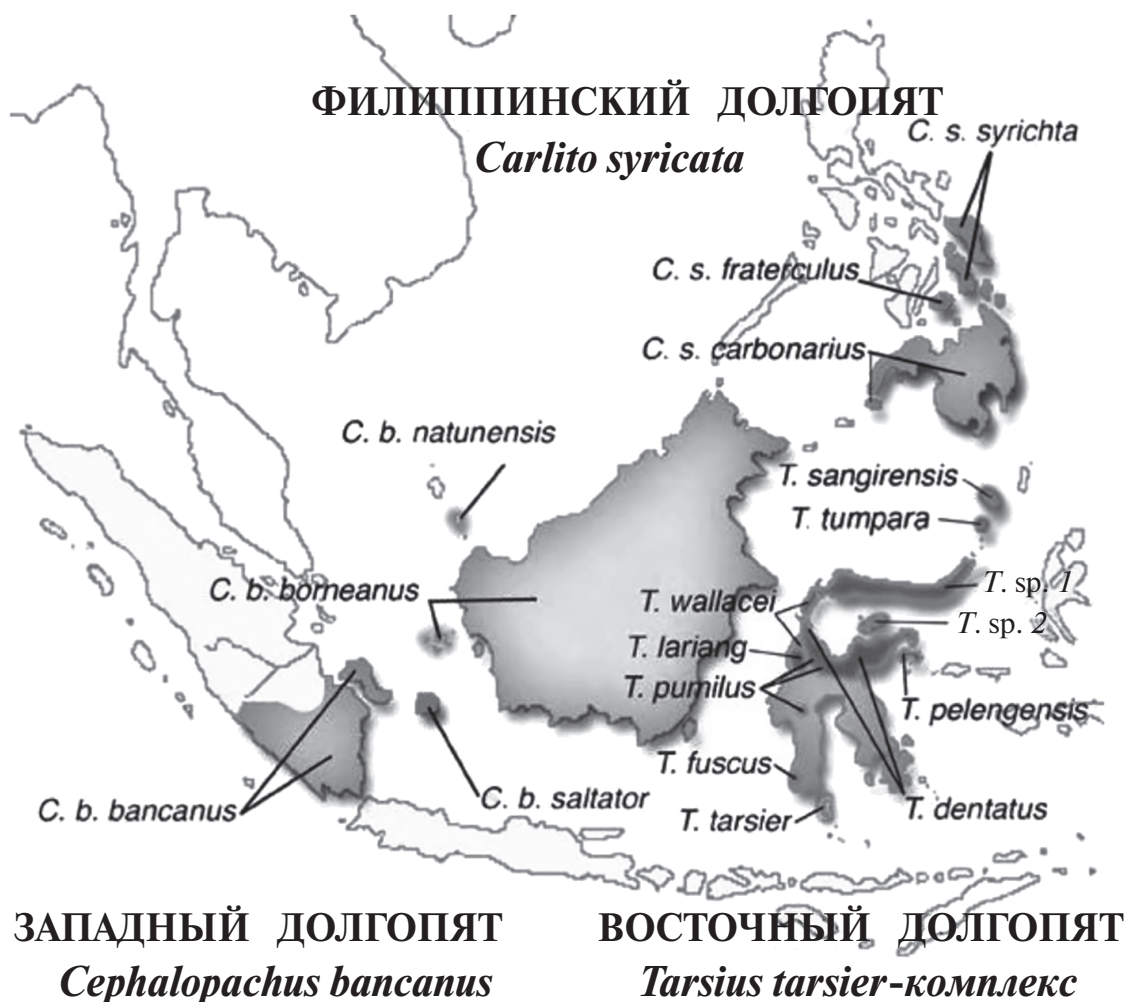 ФИЛИППИНСКИЙ ДОЛГОПЯТ
Carlito syricata
C. s. syrichta
C. s. fraterculus
C. s. carbonarius
C. b. natunensis
T. sangirensis
T. tumpara
C. b. borneanus
T. wallacei
T. sp. 1
T. sp. 2
T. lariang
T. pumilus
T. pelengensis
T. fuscus
C. b. bancanus
C. b. saltator
T. tarsier
T. dentatus
ЗАПАДНЫЙ ДОЛГОПЯТ
Cephalopachus bancanus
ВОСТОЧНЫЙ ДОЛГОПЯТ
Tarsius tarsier-комплекс